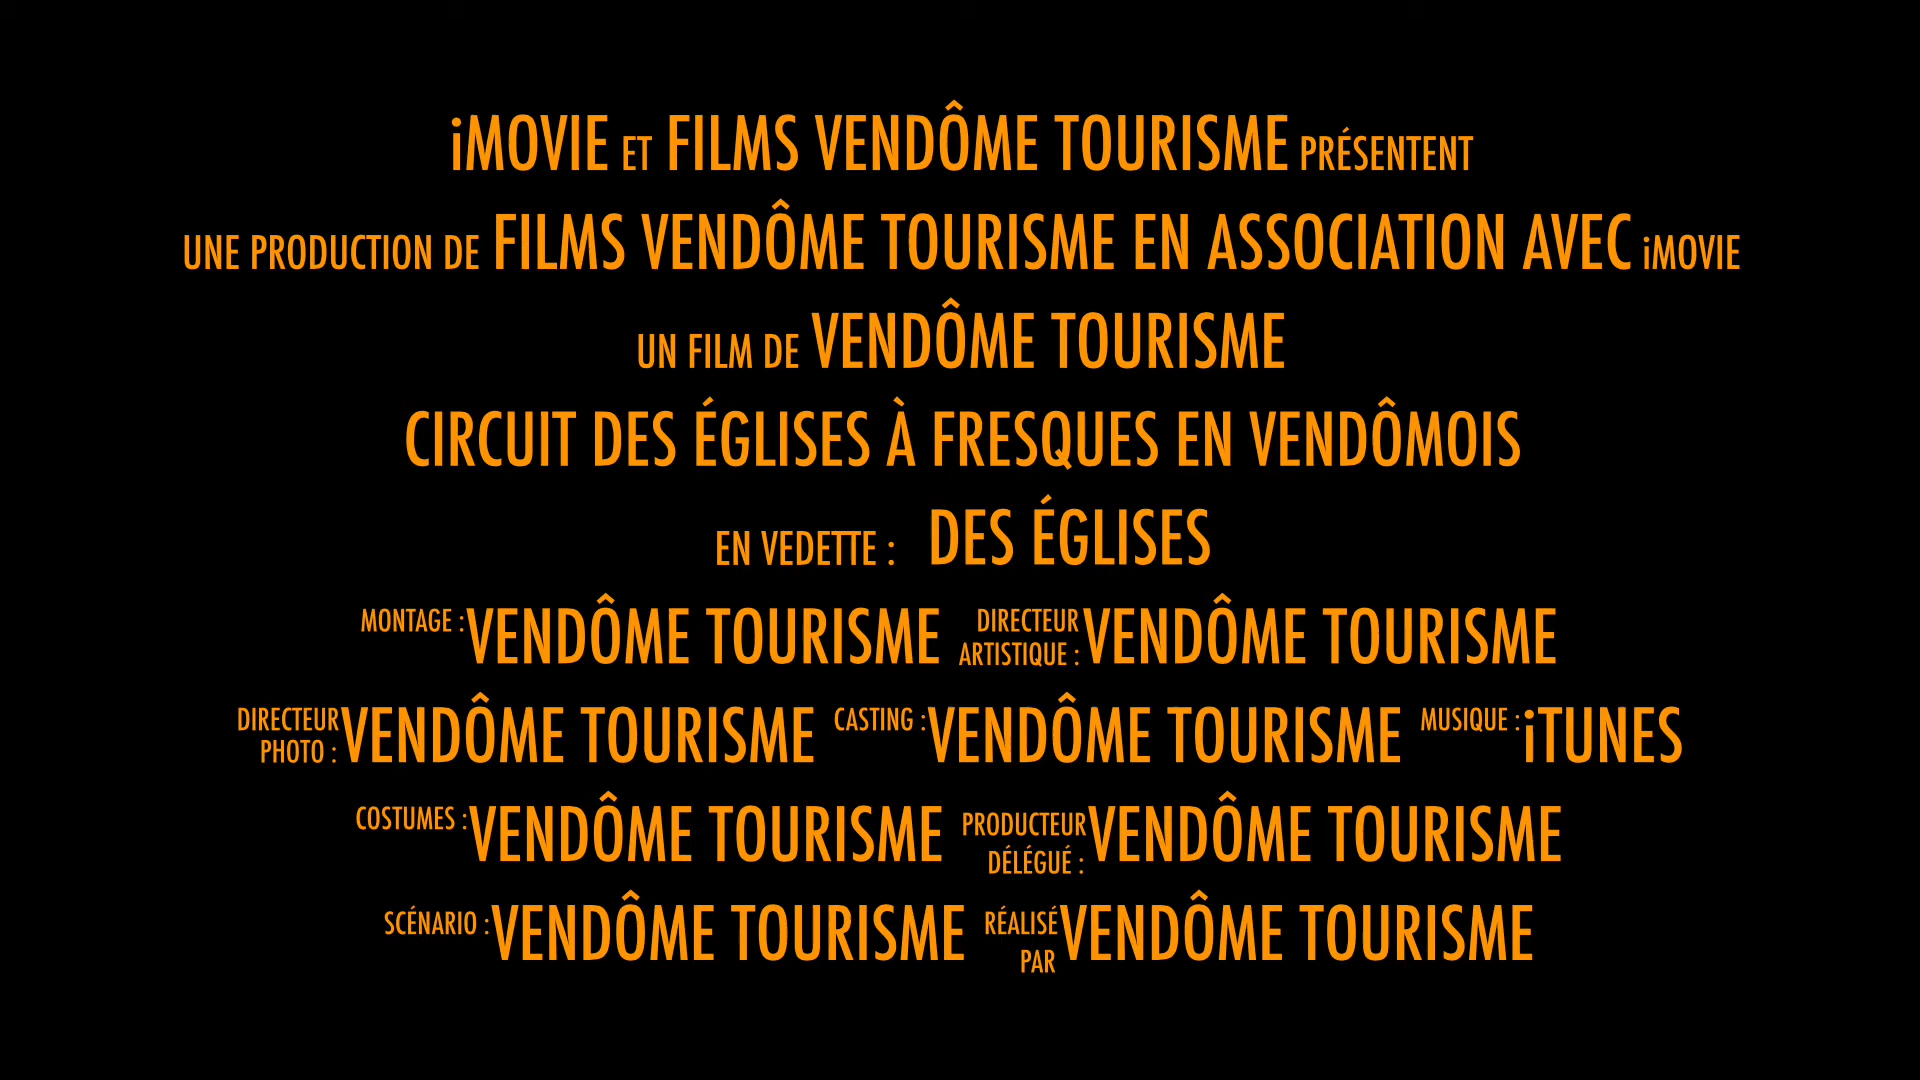 iMOVIE ET FILMS VENDÔME TOURISME PRÉSENTENT
UNE PRODUCTION DE FILMS VENDÔME TOURISME EN ASSOCIATION AVEC iMOVIE
UN FILM DE VENDÔME TOURISME
CIRCUIT DES ÉGLISES À FRESQUES EN VENDÔMOIS
EN VEDETTE : DES ÉGLISES
MONTAGE : VENDÔME TOURISME DIRECTEUR ARTISTIQUE : VENDÔME TOURISME
DIRECTEUR PHOTO : VENDÔME TOURISME CASTING : VENDÔME TOURISME MUSIQUE : iTUNES
COSTUMES : VENDÔME TOURISME PRODUCTEUR DÉLÉGUÉ : VENDÔME TOURISME
SCÉNARIO : VENDÔME TOURISME RÉALISÉ PAR VENDÔME TOURISME